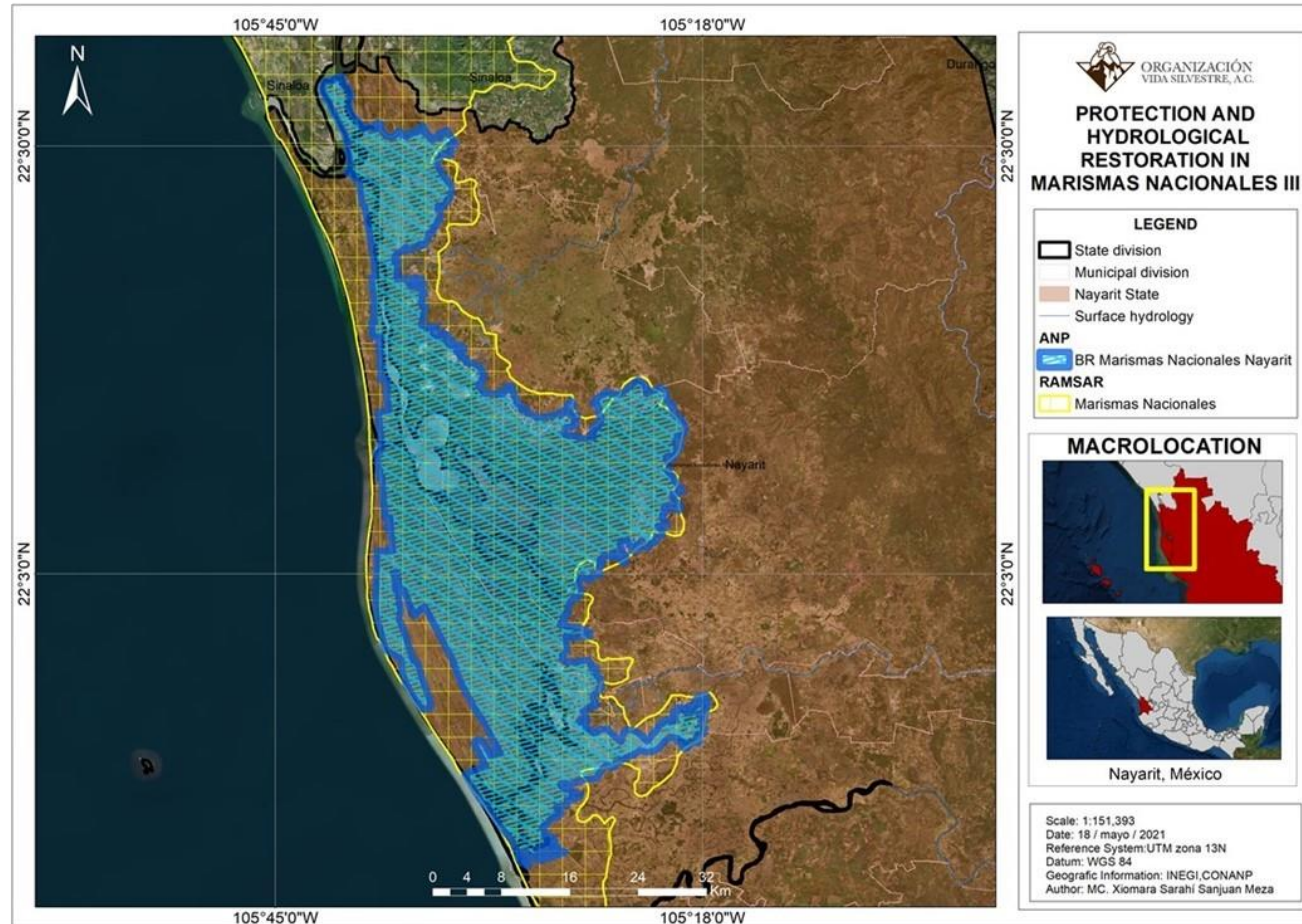 105°45'0"W
105°18'0"W
N
Sinaloa
Sinaloa
Durango
22°30'0"N
22°30'0"N
Nayarit
22°3'0"N
22°3'0"N
0 4 8 16 24 32
Km
105°45'0"W
105°18'0"W
ORGANIZACIÓN
VIDA SILVESTRE, A.C.
PROTECTION AND
HYDROLOGICAL
RESTORATION IN
MARISMAS NACIONALES III
LEGEND
State division
Municipal division
Nayarit State
Surface hydrology
ANP
BR Marismas Nacionales Nayarit
RAMSAR
Marismas Nacionales
MACROLOCATION
Nayarit, México
Scale: 1:151,393
Date: 18 / mayo / 2021
Reference System:UTM zona 13N
Datum: WGS 84
Geografic Information: INEGI,CONANP
Author: MC. Xiomara Sarahí Sanjuan Meza